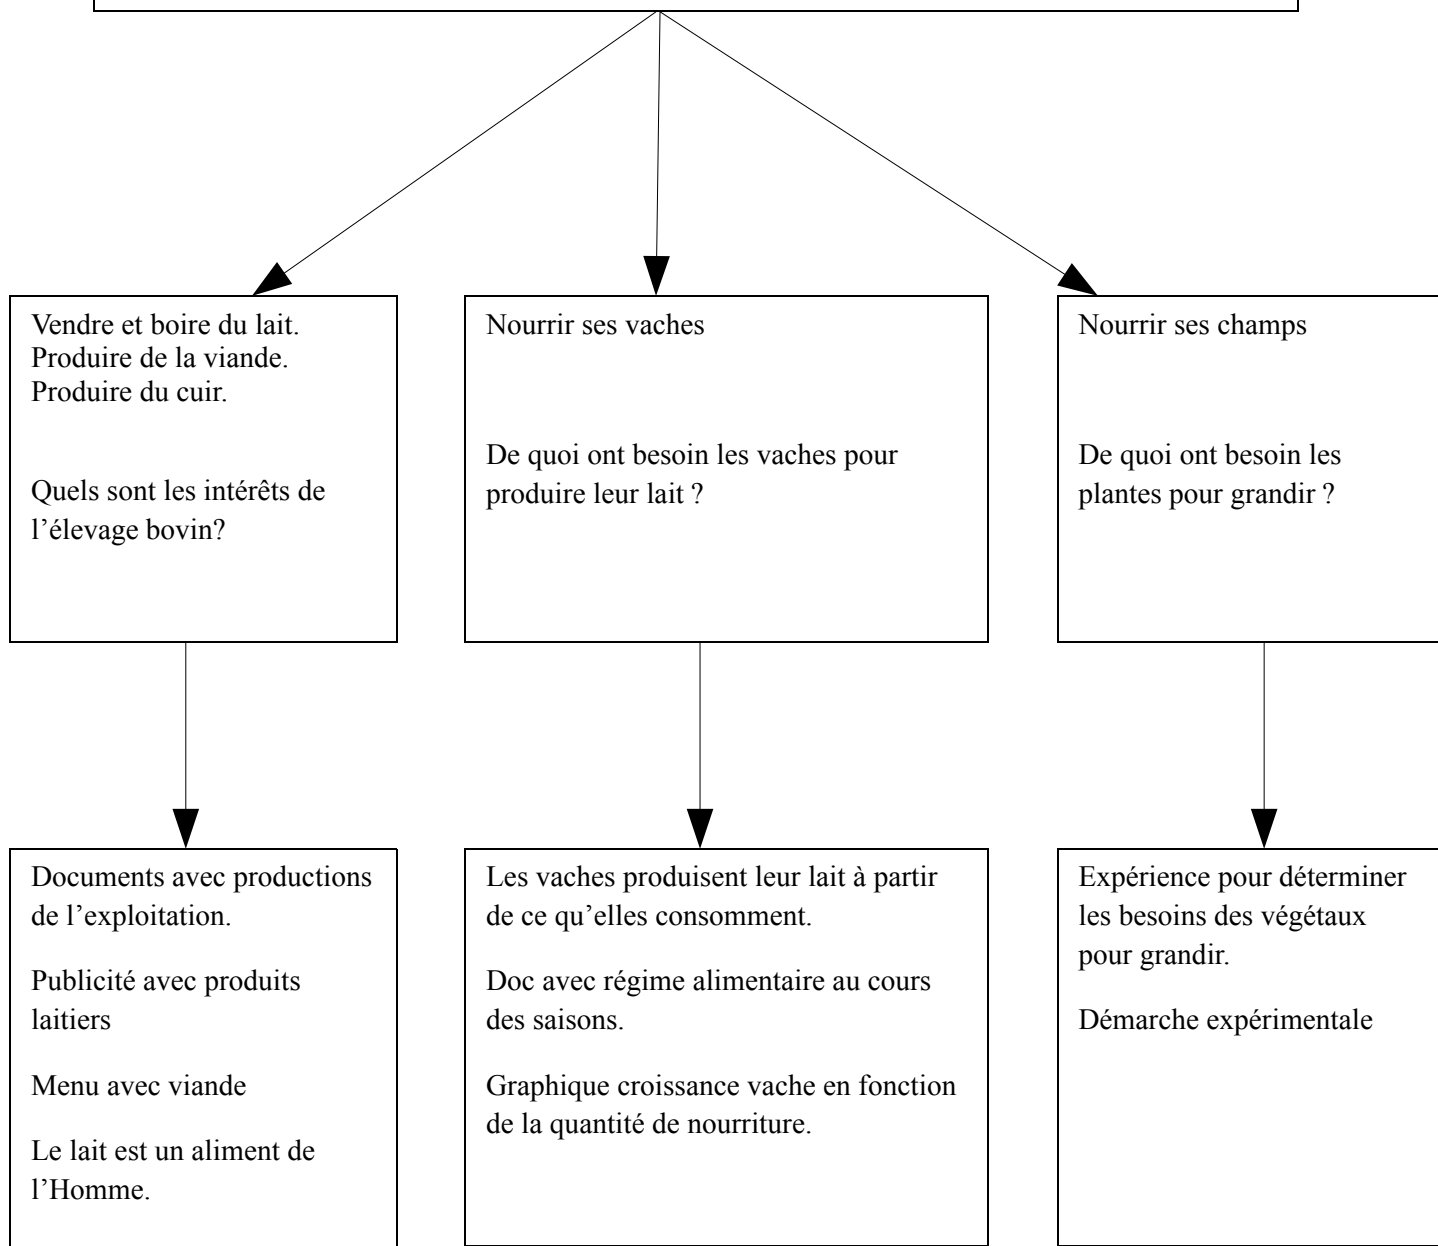 Vendre et boire du lait.
Produire de la viande.
Produire du cuir.
Quels sont les intérêts de
l’élevage bovin?
Nourrir ses vaches
De quoi ont besoin les vaches pour
produire leur lait ?
Nourrir ses champs
De quoi ont besoin les
plantes pour grandir ?
Documents avec productions
de l’exploitation.
Publicité avec produits
laitiers
Menu avec viande
Le lait est un aliment de
l’Homme.
Les vaches produisent leur lait à partir
de ce qu’elles consomment.
Doc avec régime alimentaire au cours
des saisons.
Graphique croissance vache en fonction
de la quantité de nourriture.
Expérience pour déterminer
les besoins des végétaux
pour grandir.
Démarche expérimentale